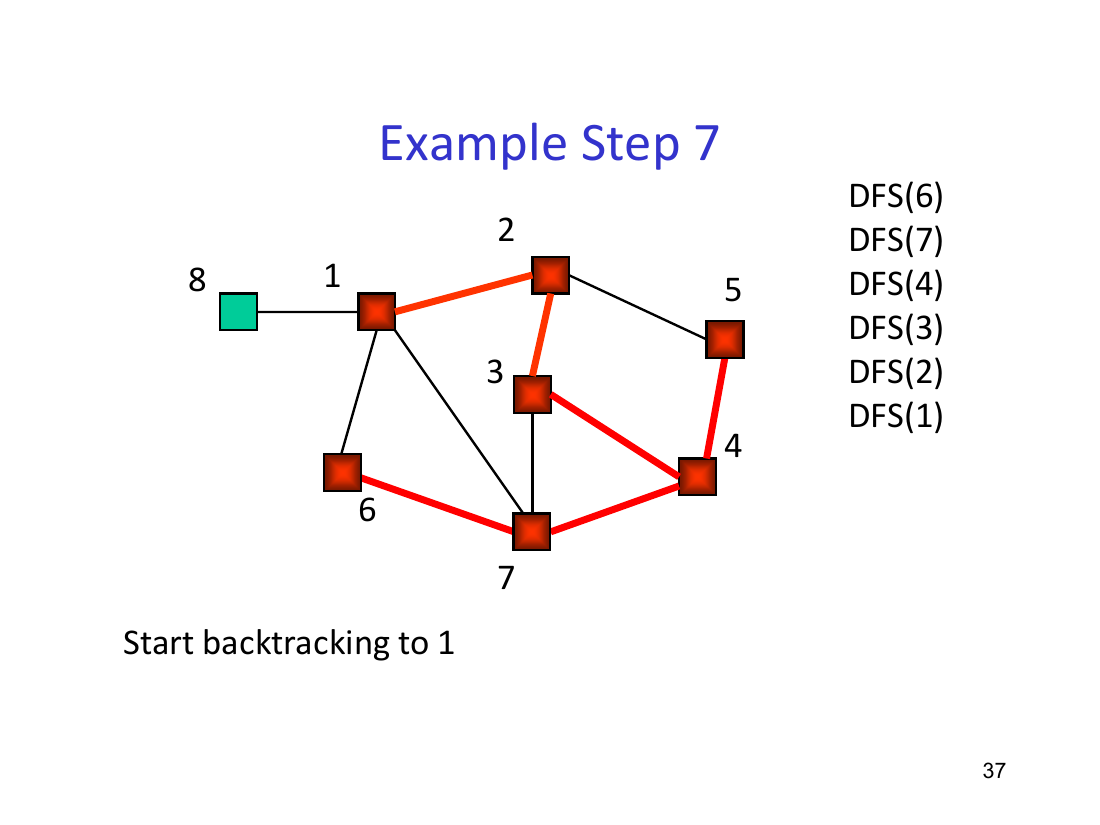 Example Step 7
DFS(6)
DFS(7)
DFS(4)
DFS(3)
DFS(2)
DFS(1)
2
8
1
5
3
4
6
7
Start backtracking to 1
37